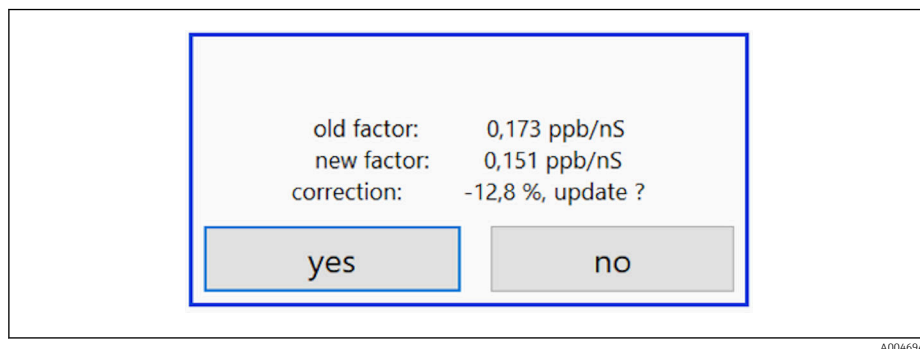 old factor: 0,173 ppb/nS
new factor: 0,151 ppb/nS
correction: -12,8 %, update ?
yes no